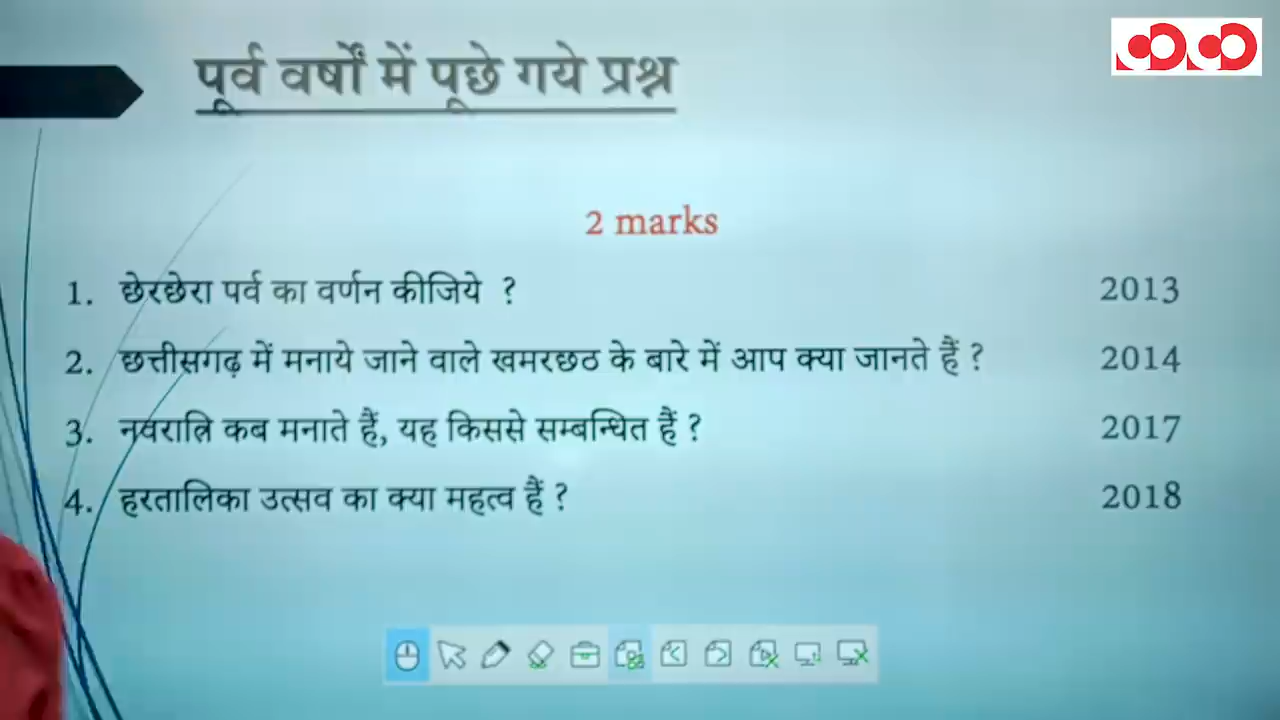 पूर्व वर्षों में पूछे गये प्रश्न
2 marks
1. छेरछेरा पर्व का वर्णन कीजिये ? 2013
2. छत्तीसगढ़ में मनाये जाने वाले खमरछठ के बारे में आप क्या जानते हैं ? 2014
3. नवरात्रि कब मनाते हैं, यह किससे सम्बन्धित हैं ? 2017
4. हरतालिका उत्सव का क्या महत्व हैं ? 2018